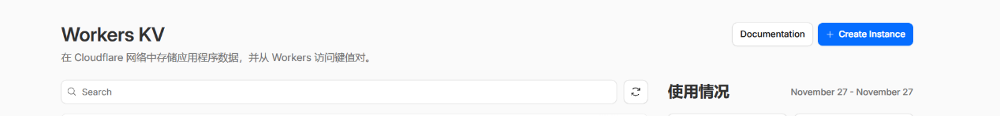 Workers KV
Documentation
Create Instance
在 Cloudflare 网络中存储应用程序数据，并从 Workers 访问键值对。
Search
使用情况
November 27 - November 27